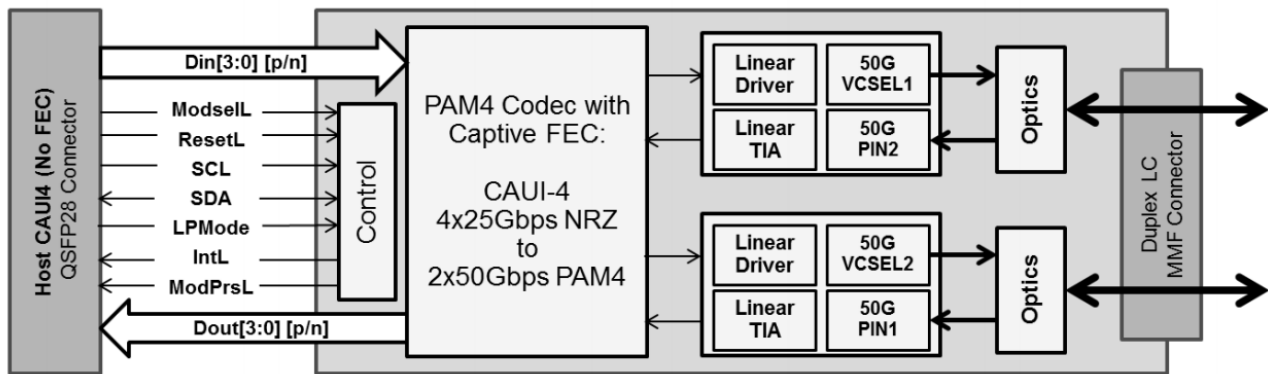 Host CAUI4 (No FEC)
QSFP28 Connector
Din[3:0] [p/n]
ModselL
ResetL
SCL
SDA
LPMode
IntL
ModPrsL
Dout[3:0] [p/n]
Control
PAM4 Codec with
Captive FEC:
CAUI-4
4x25Gbps NRZ
to
2x50Gbps PAM4
Linear
Driver
50G
VCSEL1
Linear
TIA
50G
PIN2
Optics
Linear
Driver
50G
VCSEL2
Linear
TIA
50G
PIN1
Optics
Duplex LC
MMF Connector